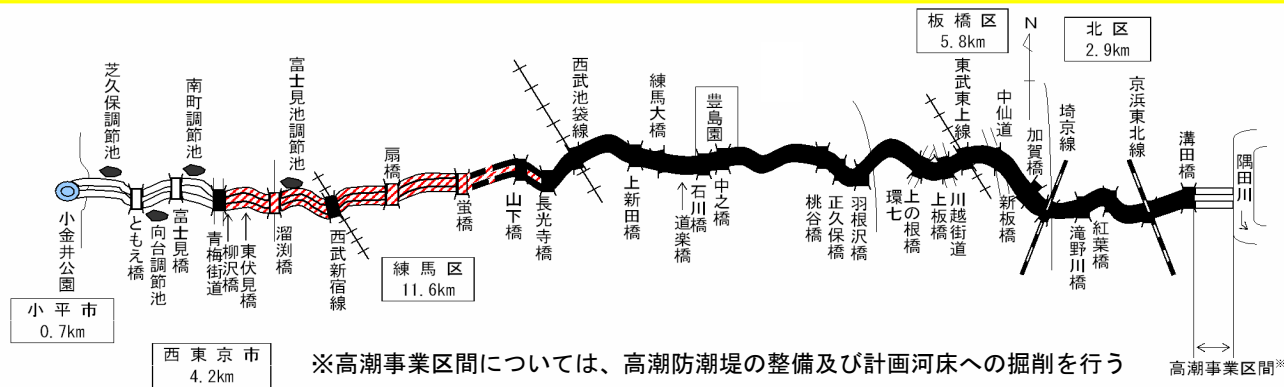 板橋区
5.8km
北区
2.9km
N
芝久保調節池
南町調節池
富士見池調節池
扇橋
西武池袋線
練馬大橋
豊島園
東武東上線
中仙道
加賀橋
埼京線
京浜東北線
溝田橋
隅田川
小金井公園
ともえ橋
向台調節池
富士見橋
青梅街道
柳沢橋
東伏見橋
溜渕橋
西武新宿線
蛍橋
山下橋
長光寺橋
上新田橋
道楽橋
石川橋
中之橋
桃谷橋
正久保橋
羽根沢橋
環七
上の根橋
上板橋
川越街道
新板橋
滝野川橋
紅葉橋
小平市
0.7km
西東京市
4.2km
練馬区
11.6km
※高潮事業区間については、高潮防潮堤の整備及び計画河床への掘削を行う
高潮事業区間※